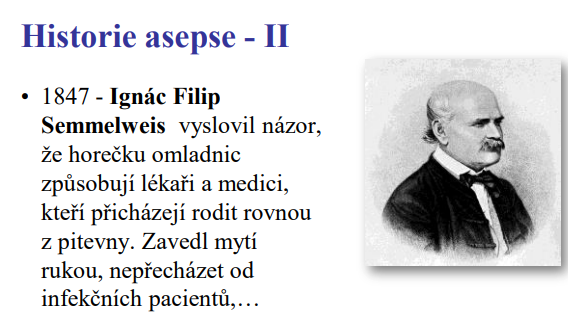 Historie asepse - II
• 1847 - Ignác Filip
Semmelweis vyslovil názor,
že horečku omladnic
způsobují lékaři a medici,
kteří přicházejí rodit rovnou
z pitevny. Zavedl mytí
rukou, nepřecházet od
infekčních pacientů,…